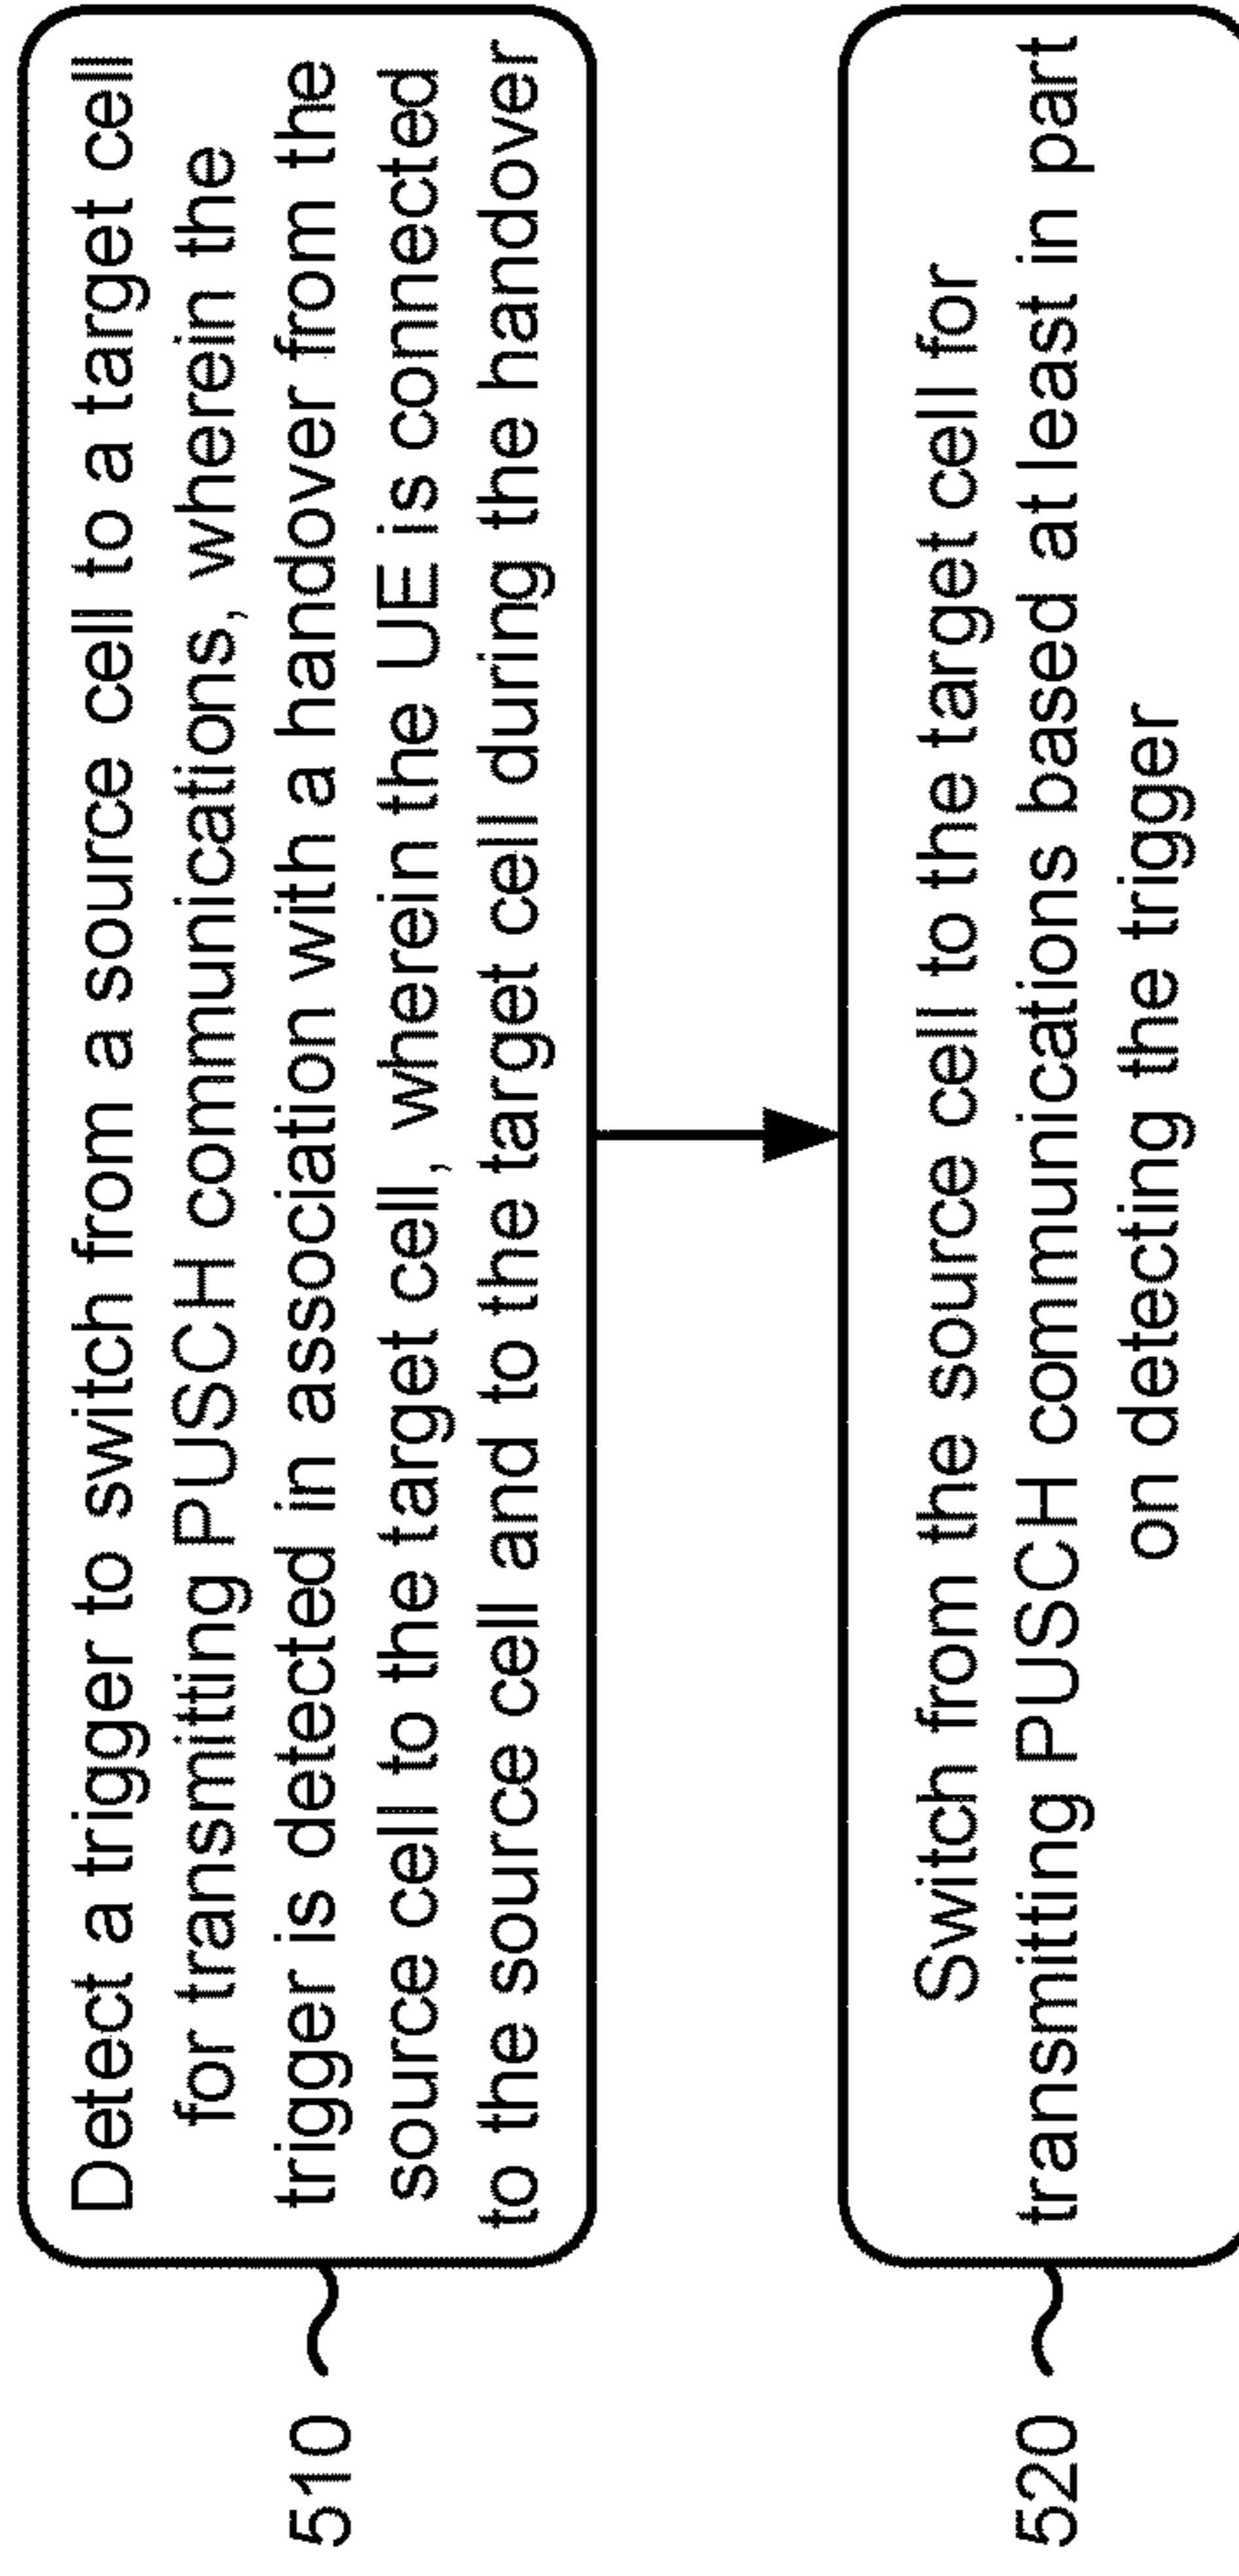 510
Detect a trigger to switch from a source cell to a target cell
for transmitting PUSCH communications, wherein the
trigger is detected in association with a handover from the
source cell to the target cell, wherein the UE is connected
to the source cell and to the target cell during the handover
520
Switch from the source cell to the target cell for
transmitting PUSCH communications based at least in part
on detecting the trigger